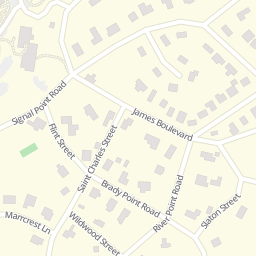 Signal Point Road
James Boulevard
Flint Street
Saint Charles Street
Brady Point Road
River Point Road
Slaton Street
Marrcrest Ln
Wildwood Street